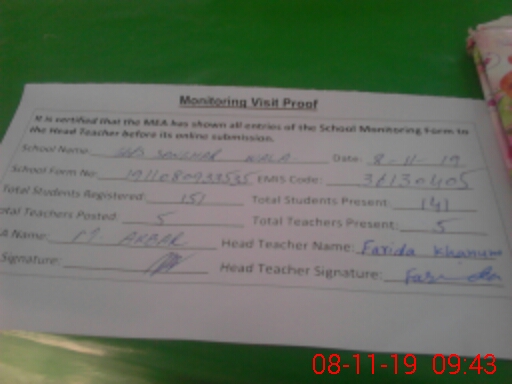 Monitoring Visit Proof
It is certified that the MEA has shown all entries of the School Monitoring Form to
the Head Teacher before its online submission.
School Name: WALA Date: 8-11-19
School Form No: EMIS Code: 36130405
Total Students Registered: 151 Total Students Present: 141
otal Teachers Posted: 5 Total Teachers Present: 5
A Name: M. AKBAR Head Teacher Name: Farida Khanum
Signature: Head Teacher Signature:
08-11-19 09:43